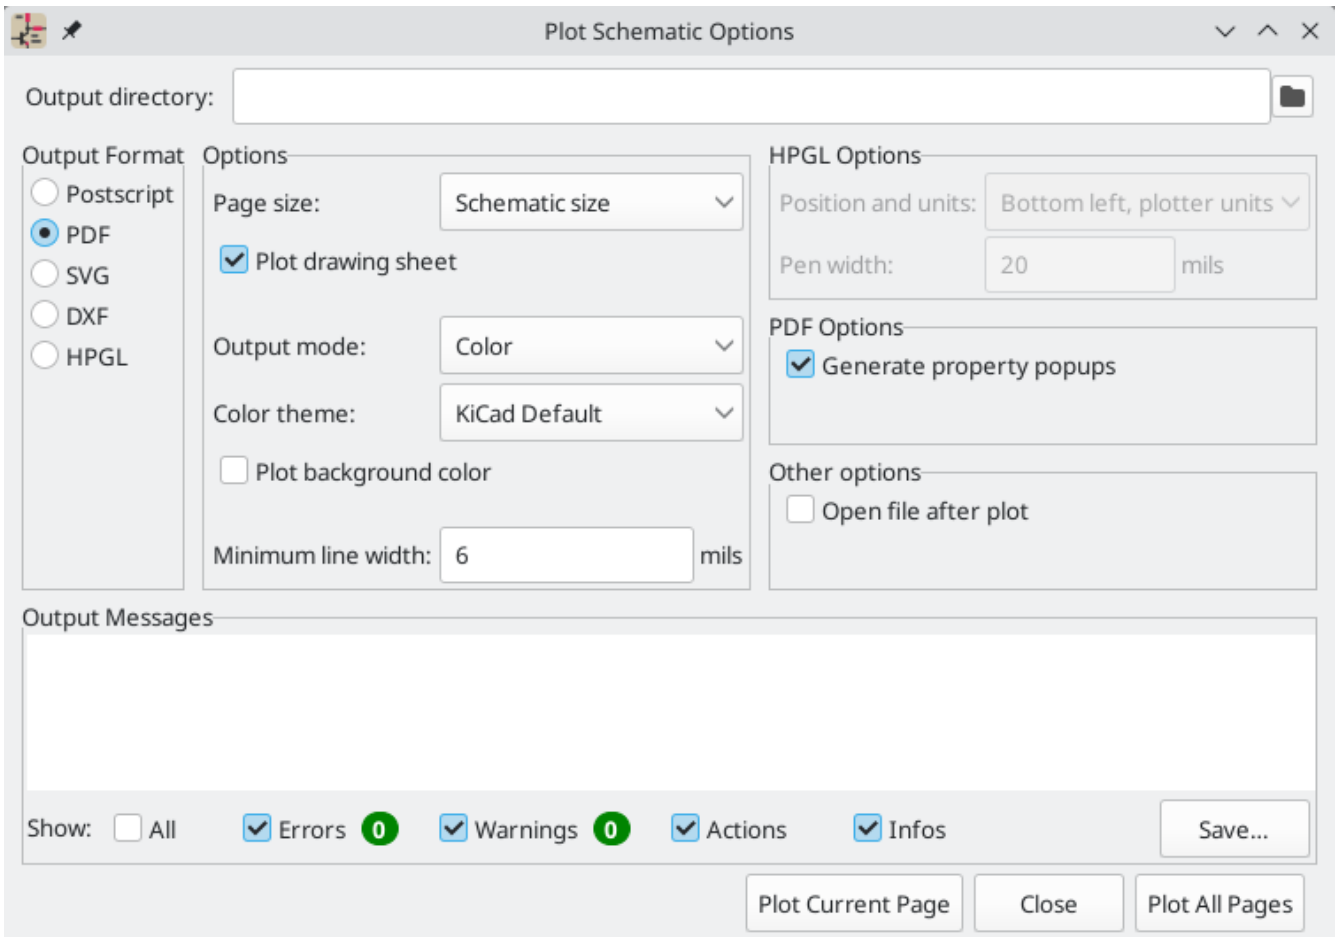 Plot Schematic Options
Output directory:
Output Format
Postscript
PDF
SVG
DXF
HPGL
Options
Page size: Schematic size
Plot drawing sheet
Output mode: Color
Color theme: KiCad Default
Plot background color
Minimum line width: 6 mils
HPGL Options
Position and units: Bottom left, plotter units
Pen width: 20 mils
PDF Options
Generate property popups
Other options
Open file after plot
Output Messages
Show: All Errors 0 Warnings 0 Actions Infos Save...
Plot Current Page Close Plot All Pages